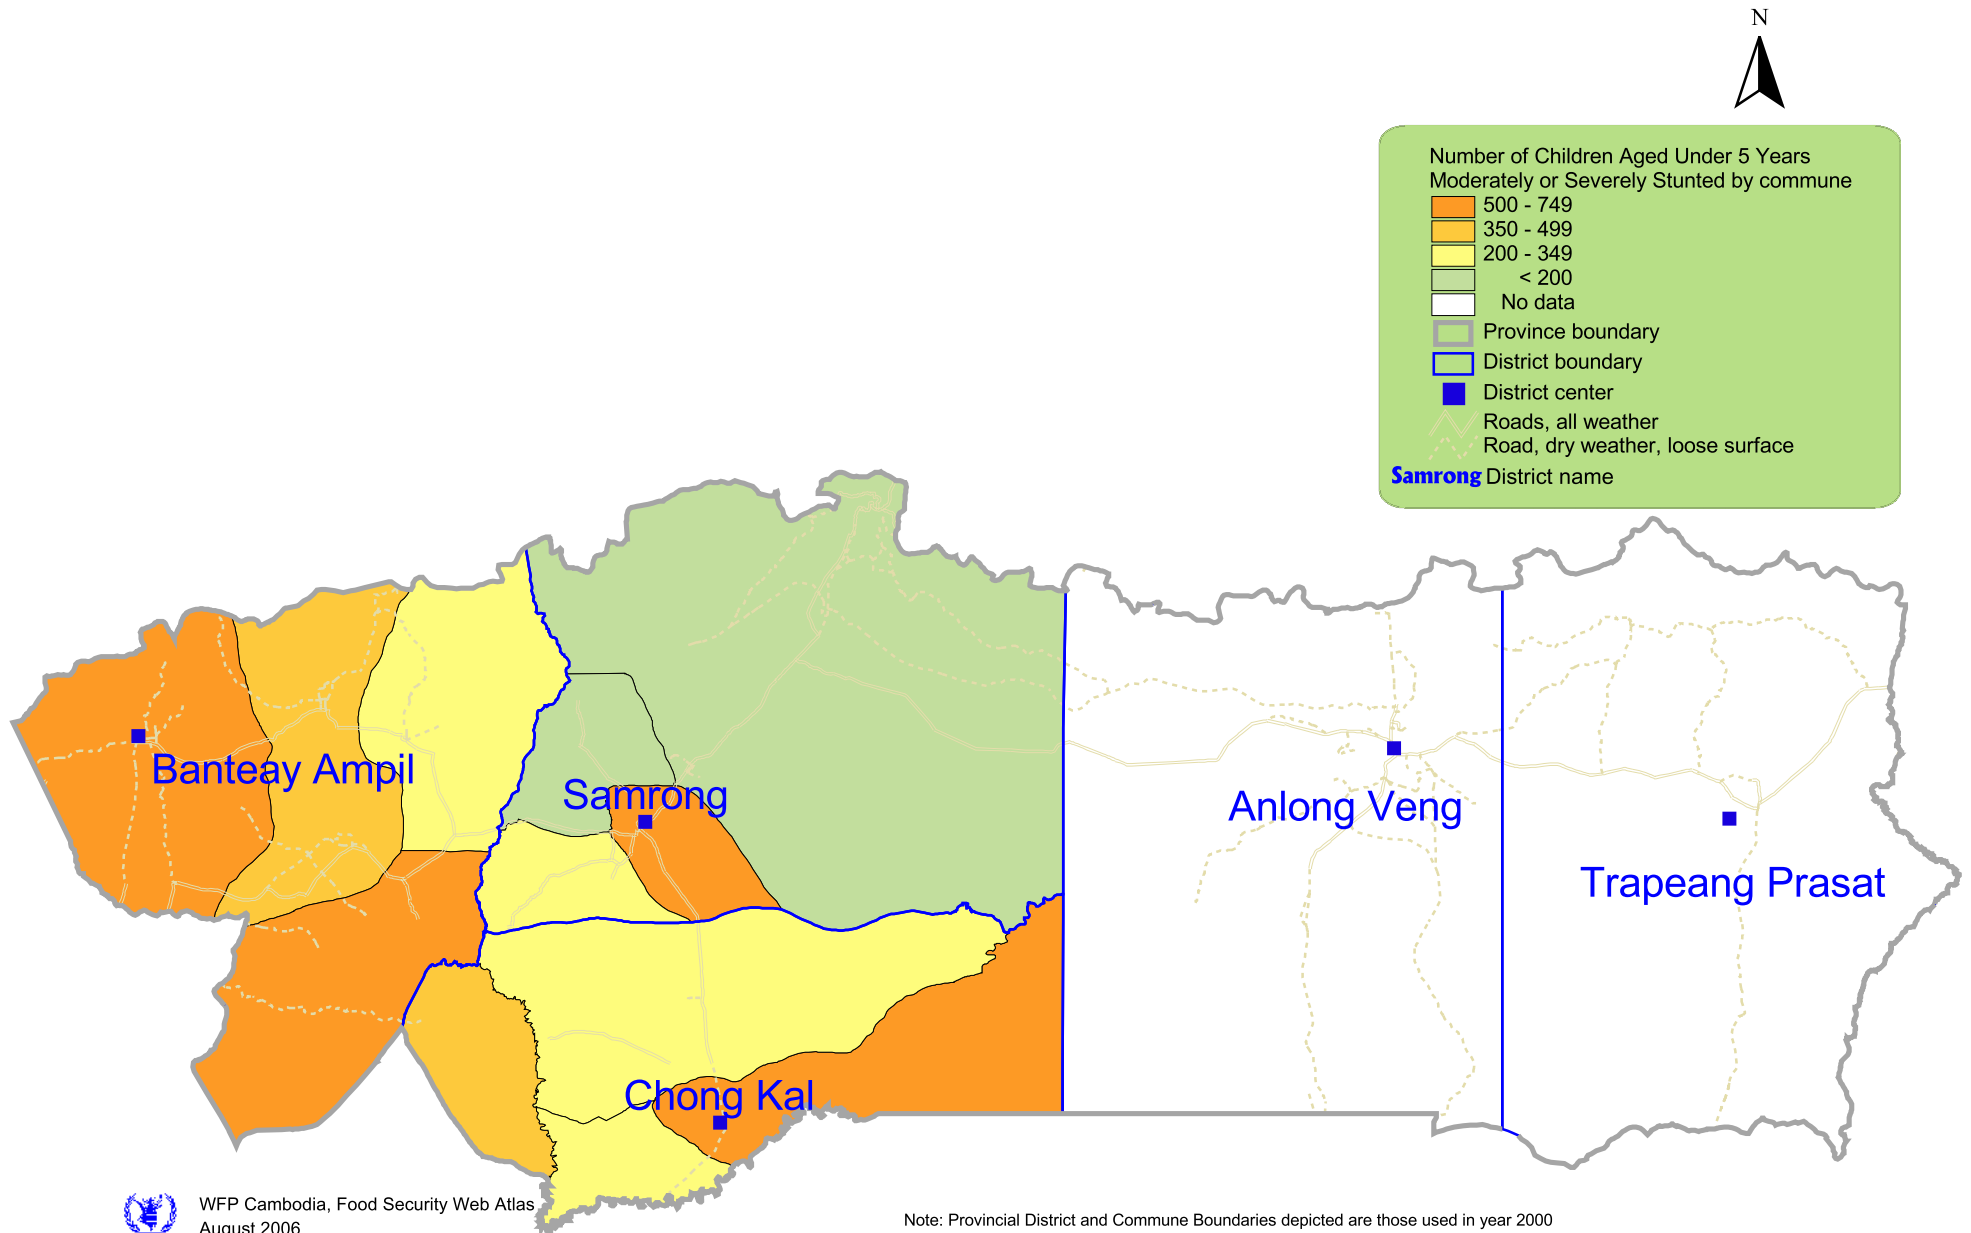 N
Number of Children Aged Under 5 Years
Moderately or Severely Stunted by commune
500 - 749
350 - 499
200 - 349
< 200
No data
Province boundary
District boundary
District center
Roads, all weather
Road, dry weather, loose surface
Samrong District name
Banteay Ampil
Samrong
Anlong Veng
Trapeang Prasat
Chong Kal
WFP Cambodia, Food Security Web Atlas
August 2006
Note: Provincial District and Commune Boundaries depicted are those used in year 2000